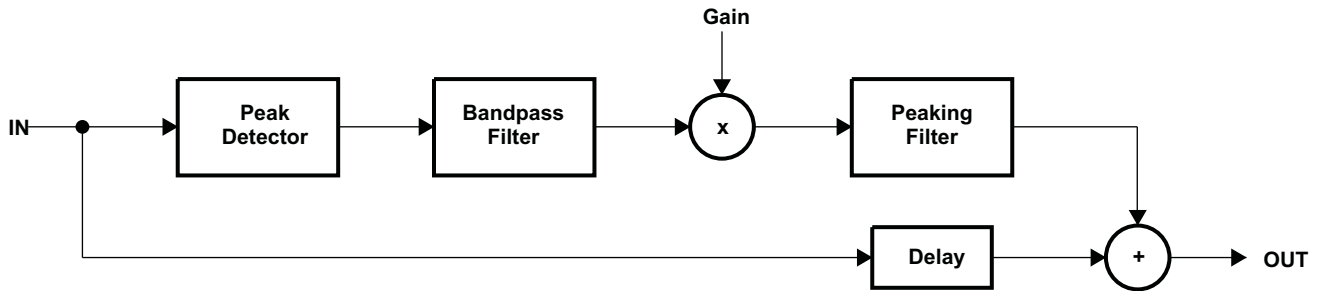 Gain
IN
Peak
Detector
Bandpass
Filter
x
Peaking
Filter
Delay
+
OUT